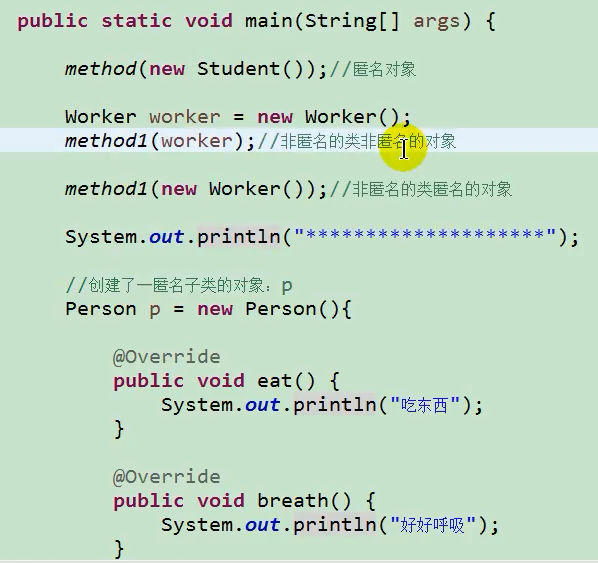 public static void main(String[] args) {
method(new Student());//匿名对象
Worker worker = new Worker();
method1(worker);//非匿名的类非匿名的对象
method1(new Worker());//非匿名的类匿名的对象
System.out.println("********************");
//创建了一匿名子类的对象：p
Person p = new Person(){
@Override
public void eat() {
System.out.println("吃东西");
}
@Override
public void breath() {
System.out.println("好好呼吸");
}